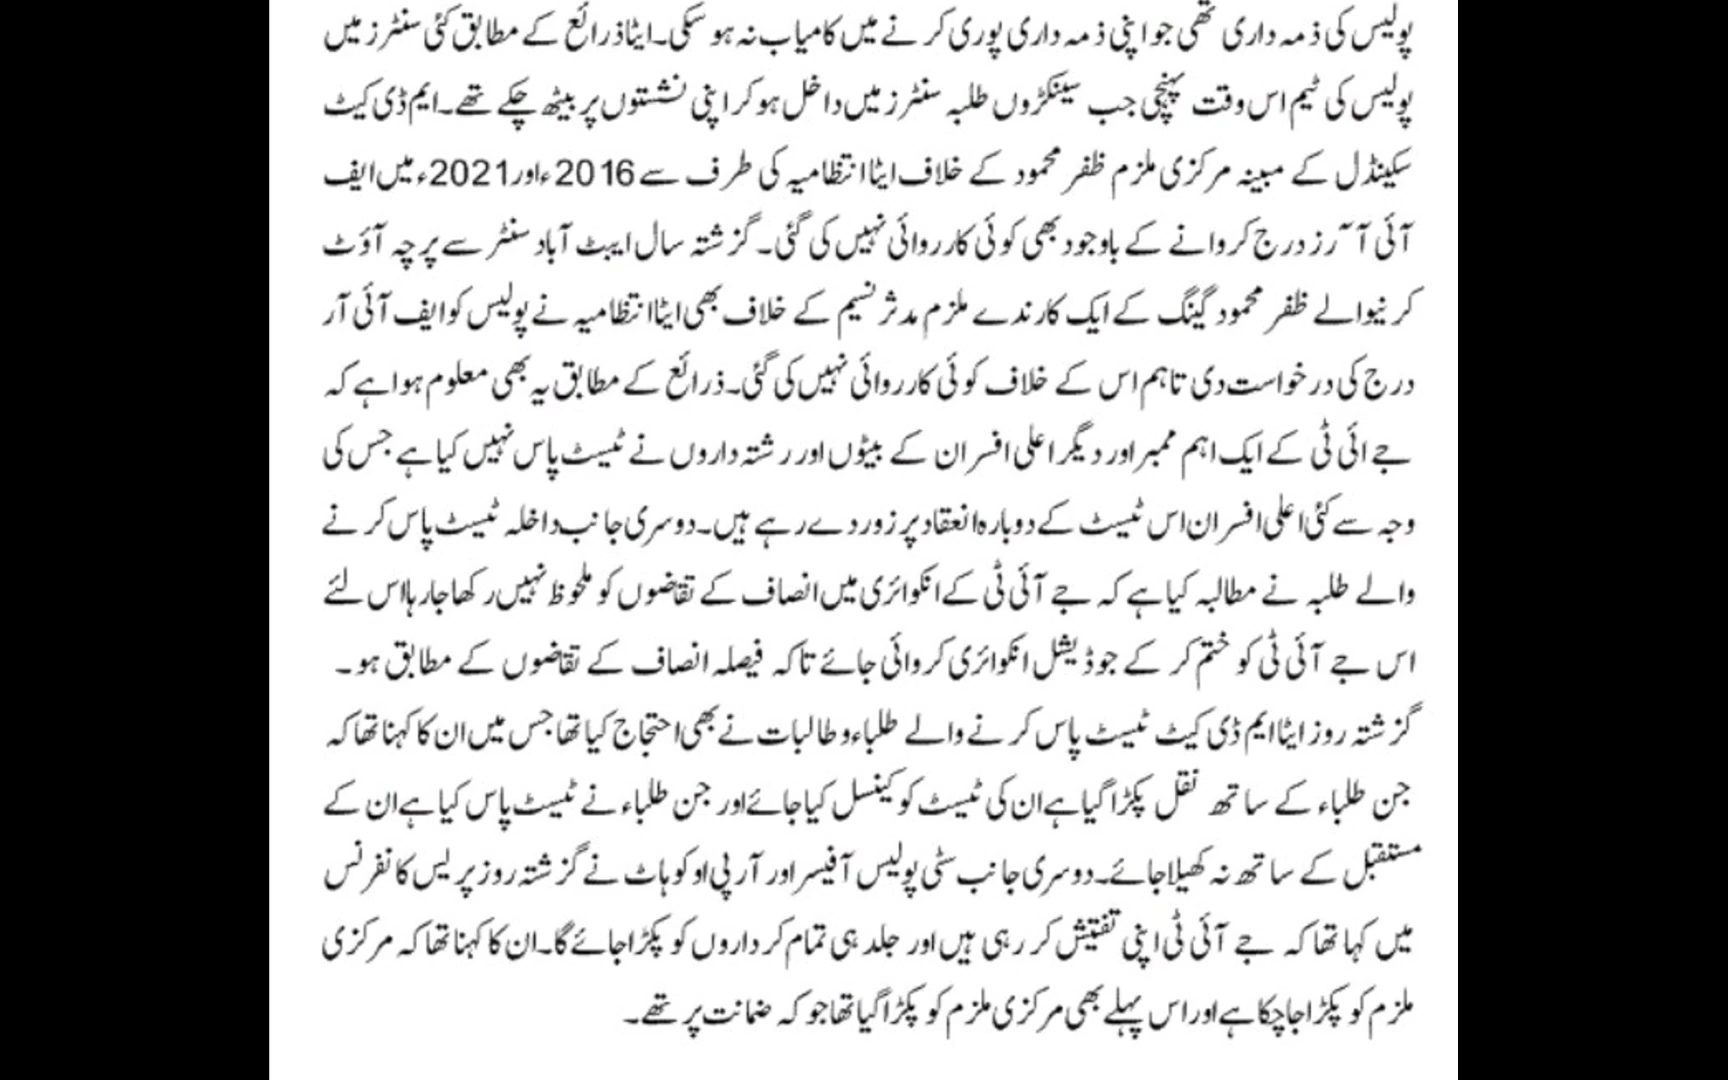 پولیس کی ذمہ داری تھی جو اپنی ذمہ داری پوری کرنے میں کامیاب نہ ہو سکی۔ ایٹا ذرائع کے مطابق کئی سنٹرز میں
پولیس کی ٹیم اس وقت پہنچی جب سینکڑوں طلبہ سنٹرز میں داخل ہو کر اپنی نشستوں پر بیٹھ چکے تھے۔ ایم ڈی کیٹ
سکینڈل کے مبینہ مرکزی ملزم ظفر محمود کے خلاف ایٹا انتظامیہ کی طرف سے 2016ء اور 2021ء میں ایف
آئی آرز درج کروانے کے باوجود بھی کوئی کارروائی نہیں کی گئی۔ گزشتہ سال ایبٹ آباد سنٹر سے پرچہ آؤٹ
کرنیوالے ظفر محمود گینگ کے ایک کارندے ملزم مدثر نسیم کے خلاف بھی ایٹا انتظامیہ نے پولیس کو ایف آئی آر
درج کی درخواست دی تاہم اس کے خلاف کوئی کارروائی نہیں کی گئی۔ ذرائع کے مطابق یہ بھی معلوم ہوا ہے کہ
جے ائی ٹی کے ایک اہم ممبر اور دیگر اعلی افسران کے بیٹوں اور رشتہ داروں نے ٹیسٹ پاس نہیں کیا ہے جس کی
وجہ سے کئی اعلی افسران اس ٹیسٹ کے دوبارہ انعقاد پر زور دے رہے ہیں۔ دوسری جانب داخلہ ٹیسٹ پاس کرنے
والے طلبہ نے مطالبہ کیا ہے کہ جے آئی ٹی کے انکوائری میں انصاف کے تقاضوں کو ملحوظ نہیں رکھا جا رہا اس لئے
اس جے آئی ٹی کو ختم کر کے جوڈیشل انکوائری کروائی جائے تاکہ فیصلہ انصاف کے تقاضوں کے مطابق ہو۔
گزشتہ روز ایٹا ایم ڈی کیٹ ٹیسٹ پاس کرنے والے طلباء و طالبات نے بھی احتجاج کیا تھا جس میں ان کا کہنا تھا کہ
جن طلباء کے ساتھ نقل پکڑا گیا ہے ان کی ٹیسٹ کو کینسل کیا جائے اور جن طلباء نے ٹیسٹ پاس کیا ہے ان کے
مستقبل کے ساتھ نہ کھیلا جائے۔ دوسری جانب سٹی پولیس آفیسر اور آر پی او کوہاٹ نے گزشتہ روز پریس کانفرنس
میں کہا تھا کہ جے آئی ٹی اپنی تفتیش کر رہی ہیں اور جلد ہی تمام کرداروں کو پکڑا جائے گا۔ ان کا کہنا تھا کہ مرکزی
ملزم کو پکڑا جا چکا ہے اور اس پہلے بھی مرکزی ملزم کو پکڑا گیا تھا جو کہ ضمانت پر تھے۔